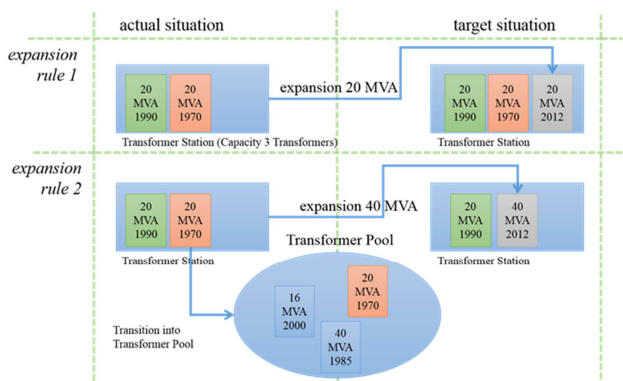 actual situation
target situation
expansion
rule 1
20
MVA
1990
20
MVA
1970
expansion 20 MVA
20
MVA
1990
20
MVA
1970
20
MVA
2012
Transformer Station (Capacity 3 Transformers)
Transformer Station
expansion
rule 2
20
MVA
1990
20
MVA
1970
expansion 40 MVA
20
MVA
1990
40
MVA
2012
Transformer Station
Transformer Pool
Transformer Station
20
MVA
1970
16
MVA
2000
40
MVA
1985
Transition into
Transformer Pool